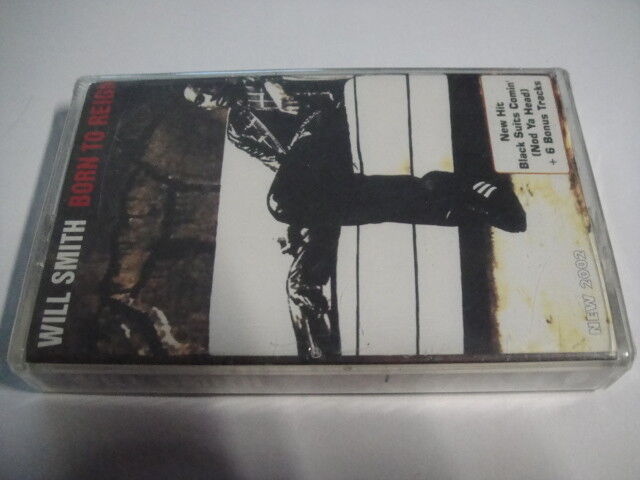 WILL SMITH BORN TO REIGN
New Hit
Black Suits Comin'
(Nod Ya Head)
+ 6 Bonus Tracks
NEW 2002